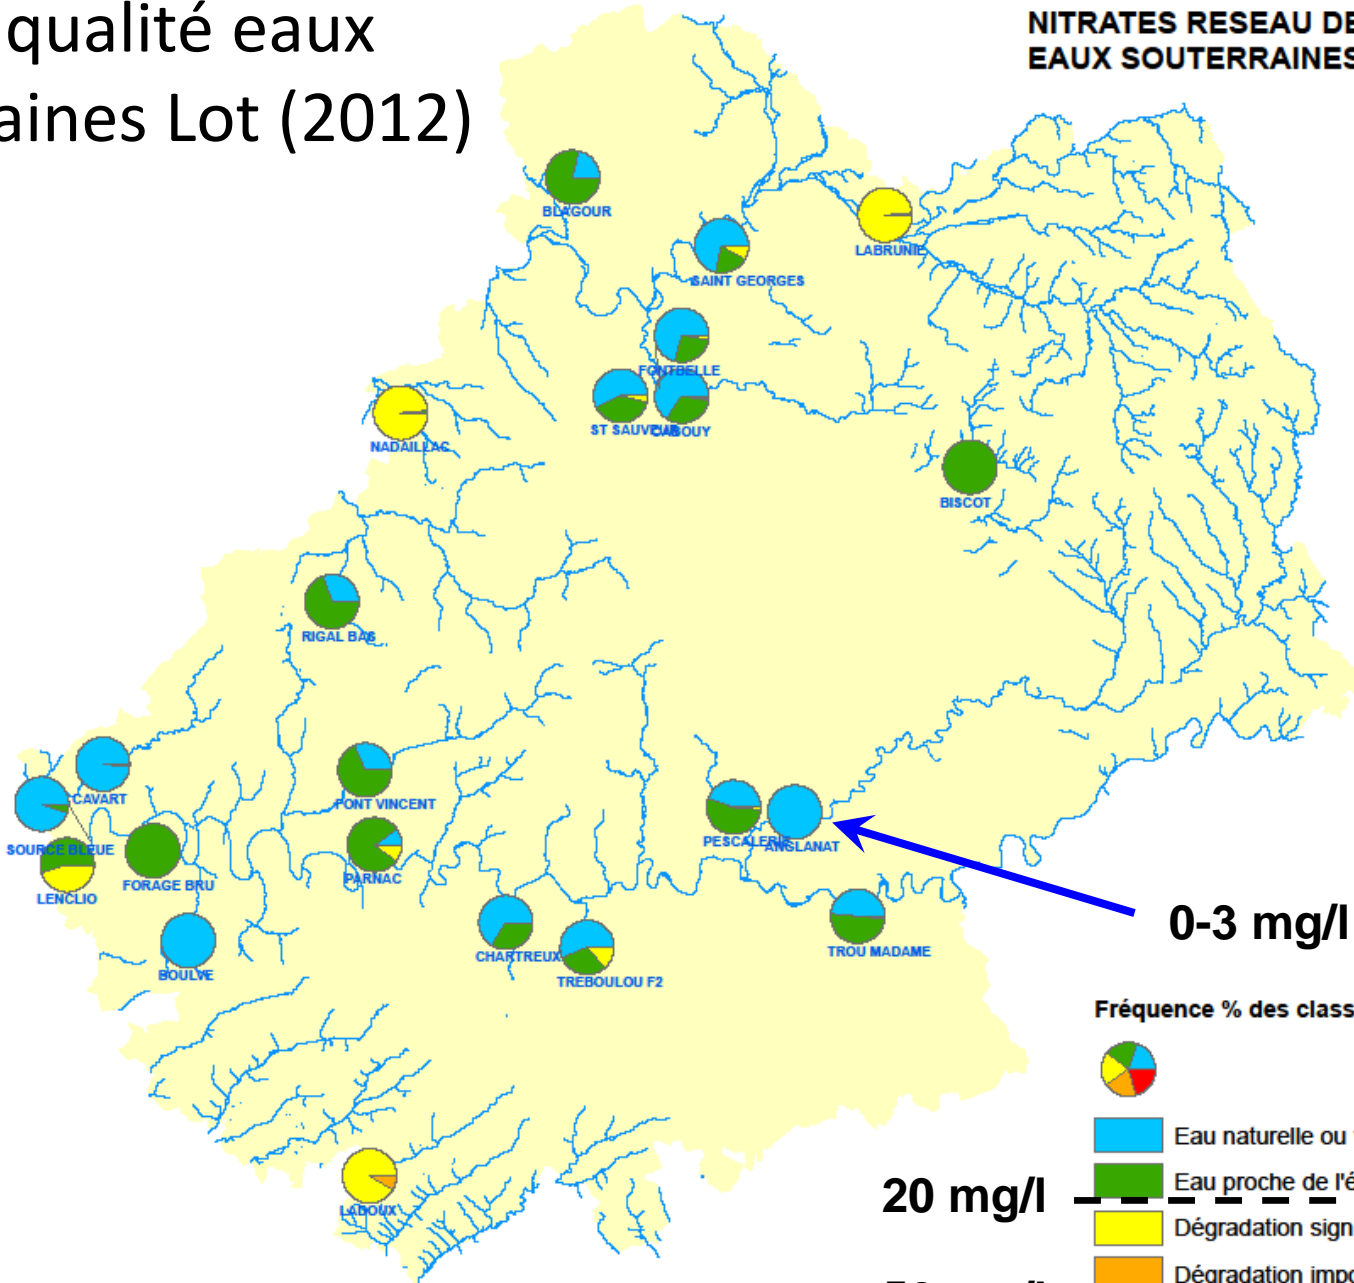 qualité eaux
aines Lot (2012)
NITRATES RESEAU DE
EAUX SOUTERRAINES
BLAGOUR
LABRUNIE
SAINT GEORGES
FONTBELLE
ST SAUVEUR
CABOUY
NADAILLAC
BISCOT
RIGAL BAS
CAVART
FONT VINCENT
SOURCE BLEUE
PESCALERIE
ANGLANAT
LENCLIO
FORAGE BRU
PARNAC
0-3 mg/l
CHARTREUX
TROU MADAME
BOULVE
TREBOULOU F2
Fréquence % des class
Eau naturelle ou
20 mg/l
Eau proche de l'é
LADOUX
Dégradation sign
Dégradation impo